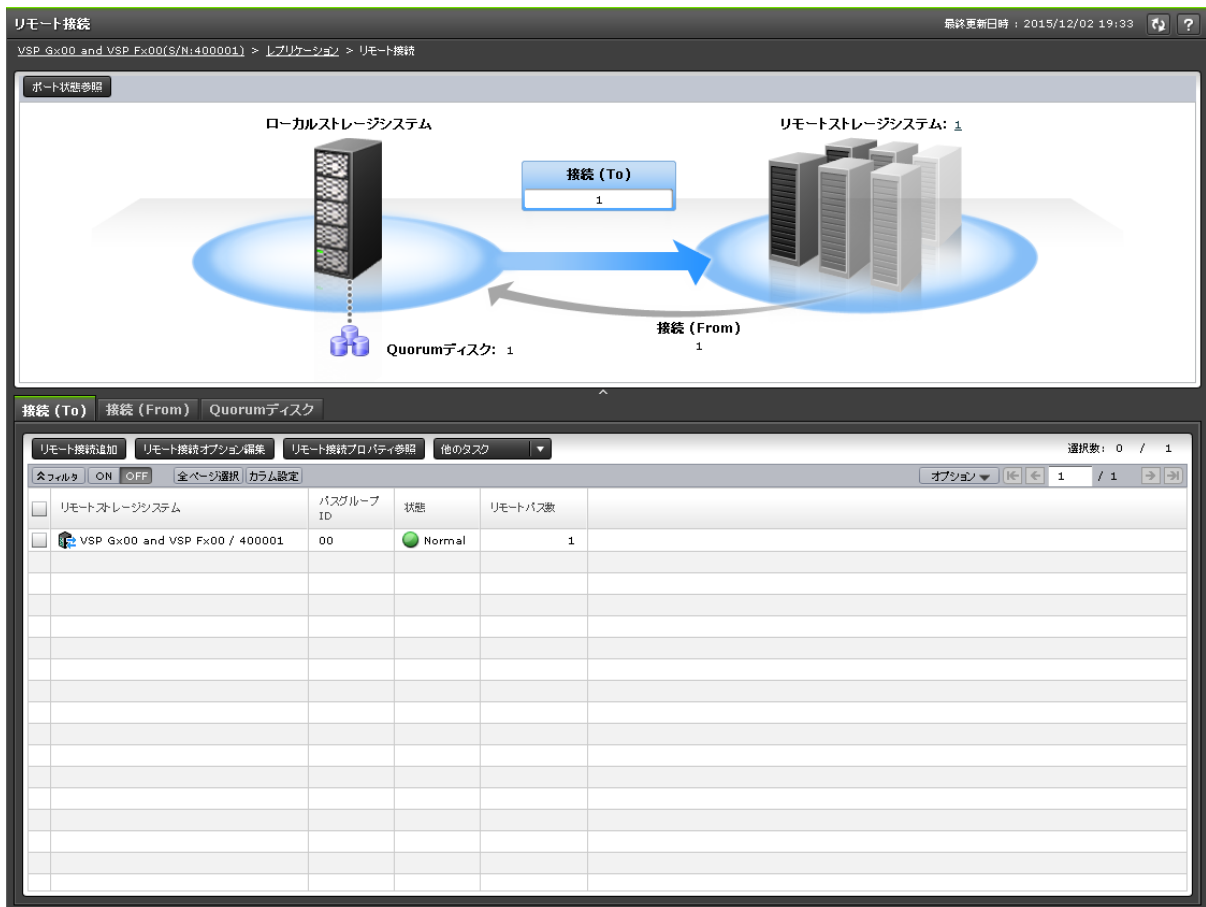 リモート接続
最終更新日時 : 2015/12/02 19:33
?
VSP Gx00 and VSP Fx00(S/N:400001) > レプリケーション > リモート接続
ポート状態参照
ローカルストレージシステム
リモートストレージシステム: 1
接続 (To)
1
接続 (From)
1
Quorumディスク: 1
接続 (To) 接続 (From) Quorumディスク
リモート接続追加 リモート接続オプション編集 リモート接続プロパティ参照 他のタスク
選択数: 0 / 1
フィルタ ON OFF 全ページ選択 カラム設定
オプション 1 / 1
リモートストレージシステム パスグループID 状態 リモートパス数
VSP Gx00 and VSP Fx00 / 400001 00 Normal 1